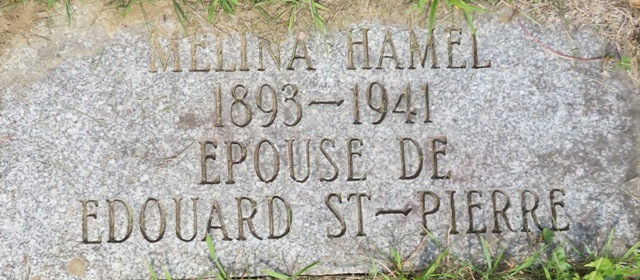 MELINA HAMEL
1893-1941
EPOUSE DE
EDOUARD ST-PIERRE